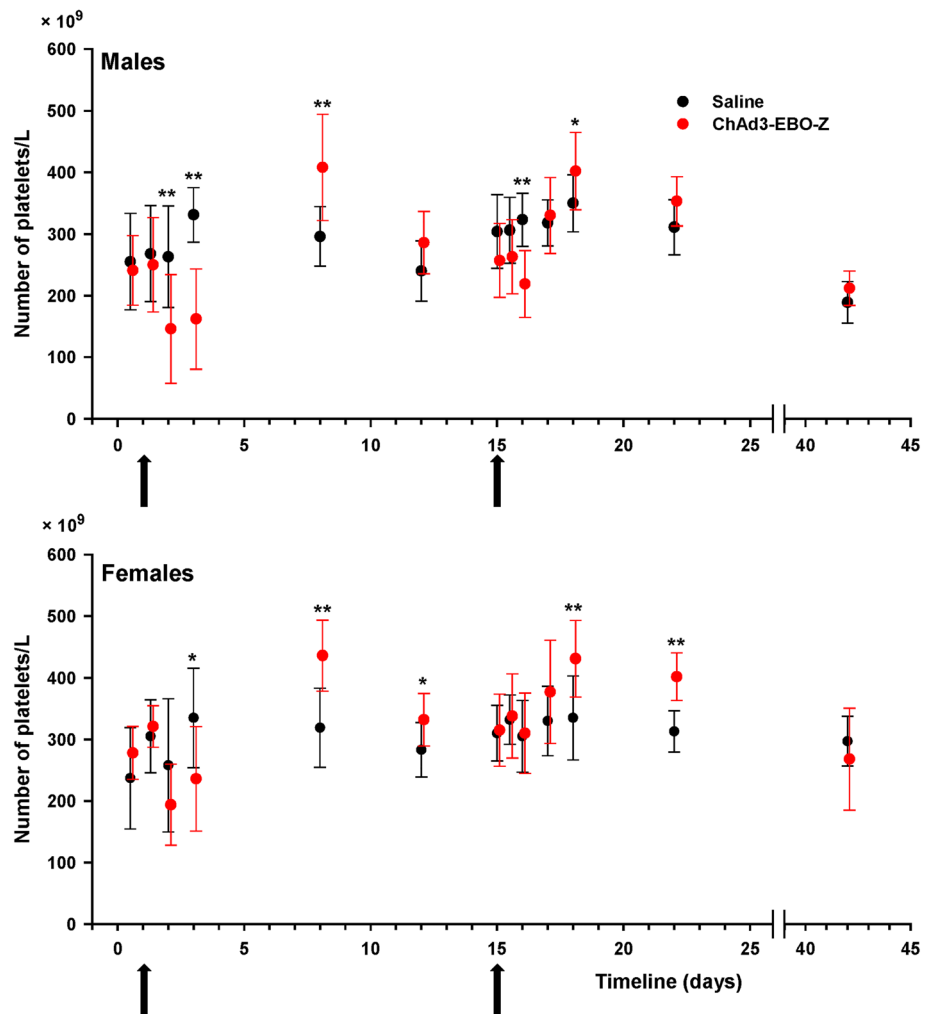 × 10⁹
600
Males
500
400
300
200
100
0
Number of platelets/L
** ** ** ** *
Saline
ChAd3-EBO-Z
0 5 10 15 20 25 40 45
× 10⁹
600
Females
500
400
300
200
100
0
Number of platelets/L
* ** * ** **
0 5 10 15 20 25 40 45
Timeline (days)